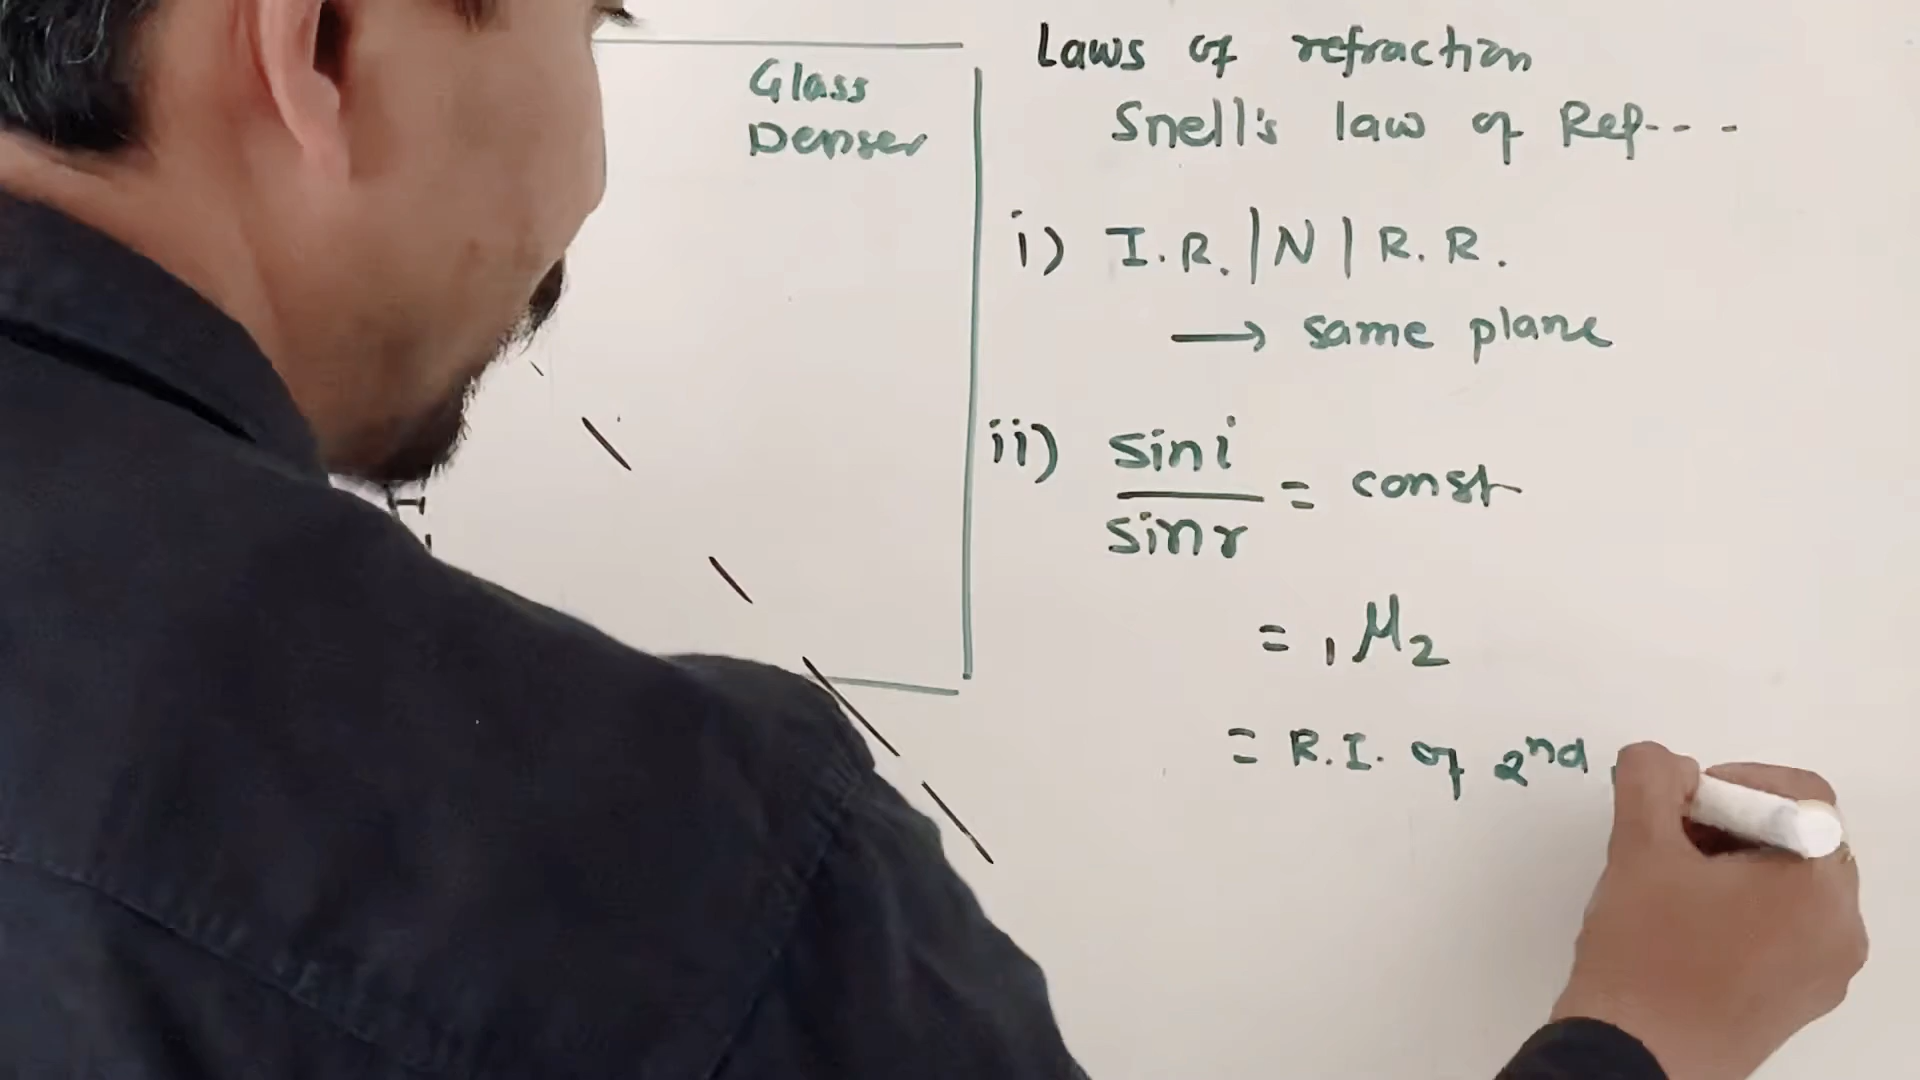 Glass
Denser
Laws of refraction
Snell's law of Ref----
i) I.R. | N | R.R.
→ same plane
ii) sin i / sin r = const
= ₁μ₂
= R.I. of 2nd